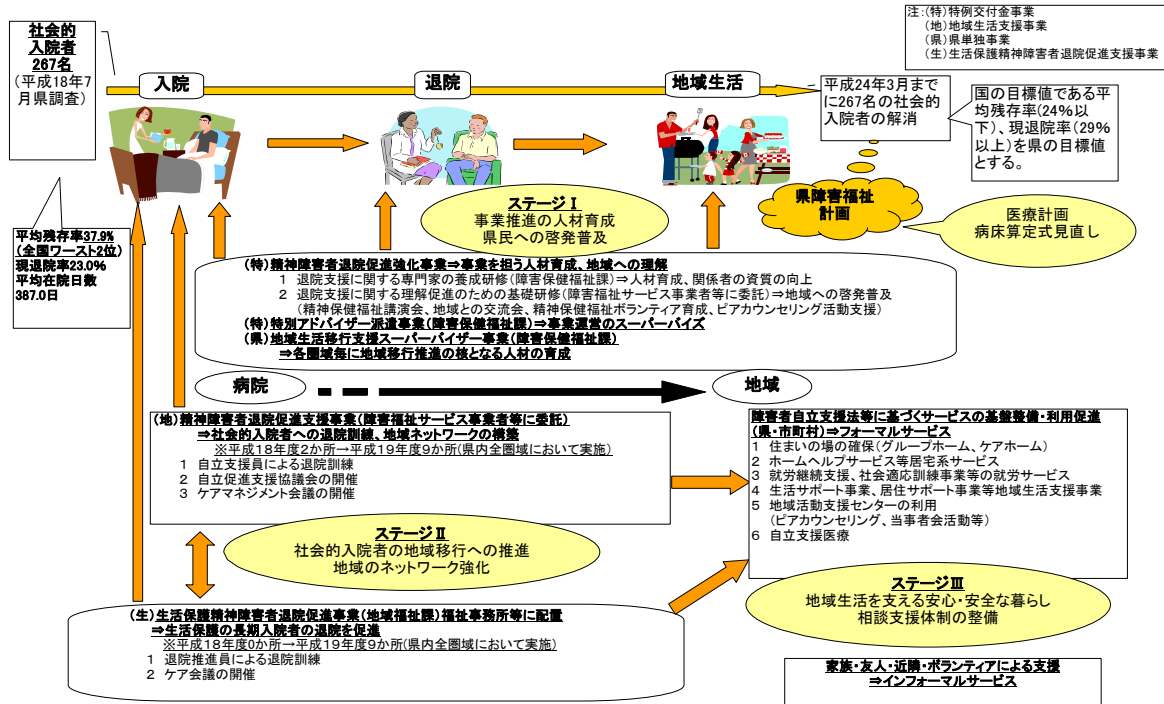 注:(特)特例交付金事業
(地)地域生活支援事業
(県)県単独事業
(生)生活保護精神障害者退院促進支援事業
社会的
入院者
267名
(平成18年7
月県調査)
入院
退院
地域生活
平成24年3月まで
に267名の社会的
入院者の解消
国の目標値である平
均残存率(24%以
下)、現退院率(29%
以上)を県の目標値
とする。
県障害福祉
計画
医療計画
病床算定式見直し
平均残存率37.9%
(全国ワースト2位)
現退院率23.0%
平均在院日数
387.0日
ステージⅠ
事業推進の人材育成
県民への啓発普及
(特)精神障害者退院促進強化事業⇒事業を担う人材育成、地域への理解
1 退院支援に関する専門家の養成研修(障害保健福祉課)⇒人材育成、関係者の資質の向上
2 退院支援に関する理解促進のための基礎研修(障害福祉サービス事業者等に委託)⇒地域への啓発普及
(精神保健福祉講演会、地域との交流会、精神保健福祉ボランティア育成、ピアカウンセリング活動支援)
(特)特別アドバイザー派遣事業(障害保健福祉課)⇒事業運営のスーパーバイズ
(県)地域生活移行支援スーパーバイザー事業(障害保健福祉課)
⇒各圏域毎に地域移行推進の核となる人材の育成
病院
地域
(地)精神障害者退院促進支援事業(障害福祉サービス事業者等に委託)
⇒社会的入院者への退院訓練、地域ネットワークの構築
※平成18年度2か所→平成19年度9か所(県内全圏域において実施)
1 自立支援員による退院訓練
2 自立促進支援協議会の開催
3 ケアマネジメント会議の開催
障害者自立支援法等に基づくサービスの基盤整備・利用促進
(県・市町村)⇒フォーマルサービス
1 住まいの場の確保(グループホーム、ケアホーム)
2 ホームヘルプサービス等居宅系サービス
3 就労継続支援、社会適応訓練事業等の就労サービス
4 生活サポート事業、居住サポート事業等地域生活支援事業
5 地域活動支援センターの利用
(ピアカウンセリング、当事者会活動等)
6 自立支援医療
ステージⅡ
社会的入院者の地域移行への推進
地域のネットワーク強化
ステージⅢ
地域生活を支える安心・安全な暮らし
相談支援体制の整備
(生)生活保護精神障害者退院促進事業(地域福祉課)福祉事務所等に配置
⇒生活保護の長期入院者の退院を促進
※平成18年度0か所→平成19年度9か所(県内全圏域において実施)
1 退院推進員による退院訓練
2 ケア会議の開催
家族・友人・近隣・ボランティアによる支援
⇒インフォーマルサービス